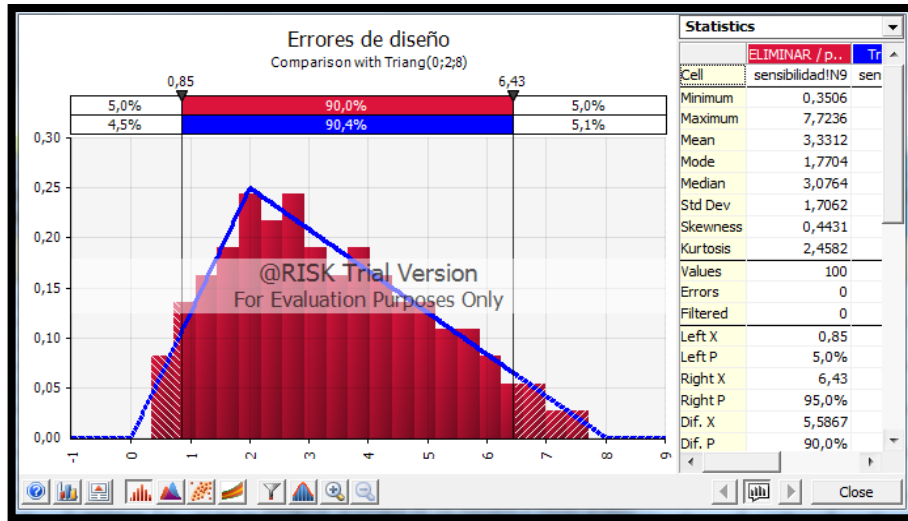 Errores de diseño
Comparison with Triang(0;2;8)
0,85 6,43
5,0% 90,0% 5,0%
4,5% 90,4% 5,1%
0,30
0,25
0,20
0,15
0,10
0,05
0,00
-1 0 1 2 3 4 5 6 7 8 9
@RISK Trial Version
For Evaluation Purposes Only
Statistics
ELIMINAR / p.. Tr
Cell sensibilidad!N9 sen
Minimum 0,3506
Maximum 7,7236
Mean 3,3312
Mode 1,7704
Median 3,0764
Std Dev 1,7062
Skewness 0,4431
Kurtosis 2,4582
Values 100
Errors 0
Filtered 0
Left X 0,85
Left P 5,0%
Right X 6,43
Right P 95,0%
Dif. X 5,5867
Dif. P 90,0%
Close